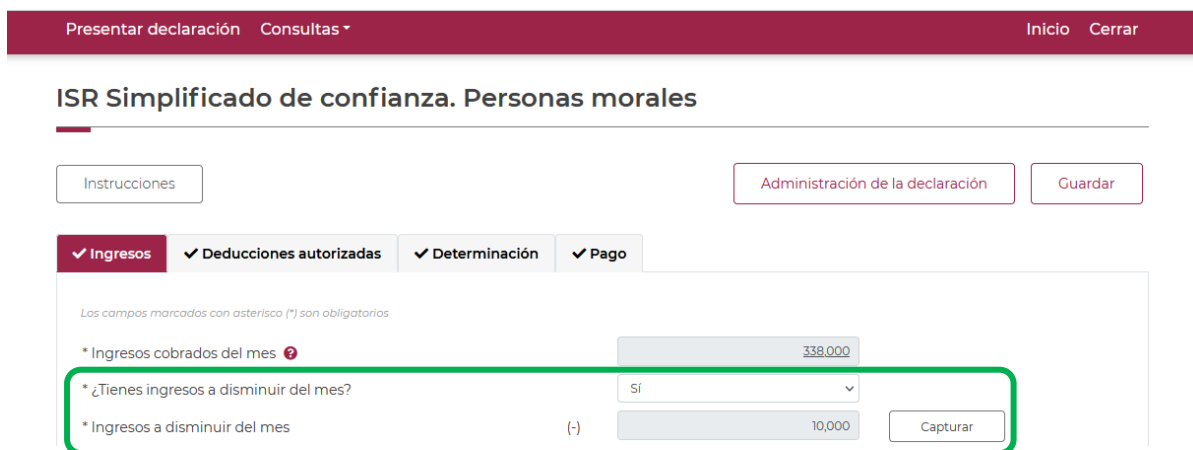 Presentar declaración Consultas Inicio Cerrar
ISR Simplificado de confianza. Personas morales
Instrucciones Administración de la declaración Guardar
Ingresos Deducciones autorizadas Determinación Pago
Los campos marcados con asterisco (*) son obligatorios
* Ingresos cobrados del mes ? 338,000
* ¿Tienes ingresos a disminuir del mes? Sí
* Ingresos a disminuir del mes (-) 10,000 Capturar